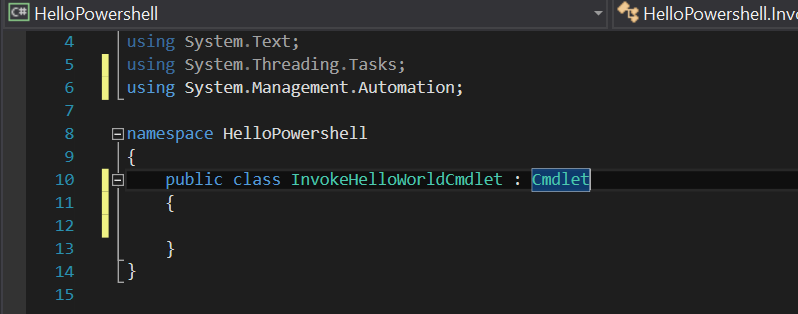 C# HelloPowershell HelloPowershell.Inv
4 using System.Text;
5 using System.Threading.Tasks;
6 using System.Management.Automation;
7
8 namespace HelloPowershell
9 {
10 public class InvokeHelloWorldCmdlet : Cmdlet
11 {
12
13 }
14 }
15